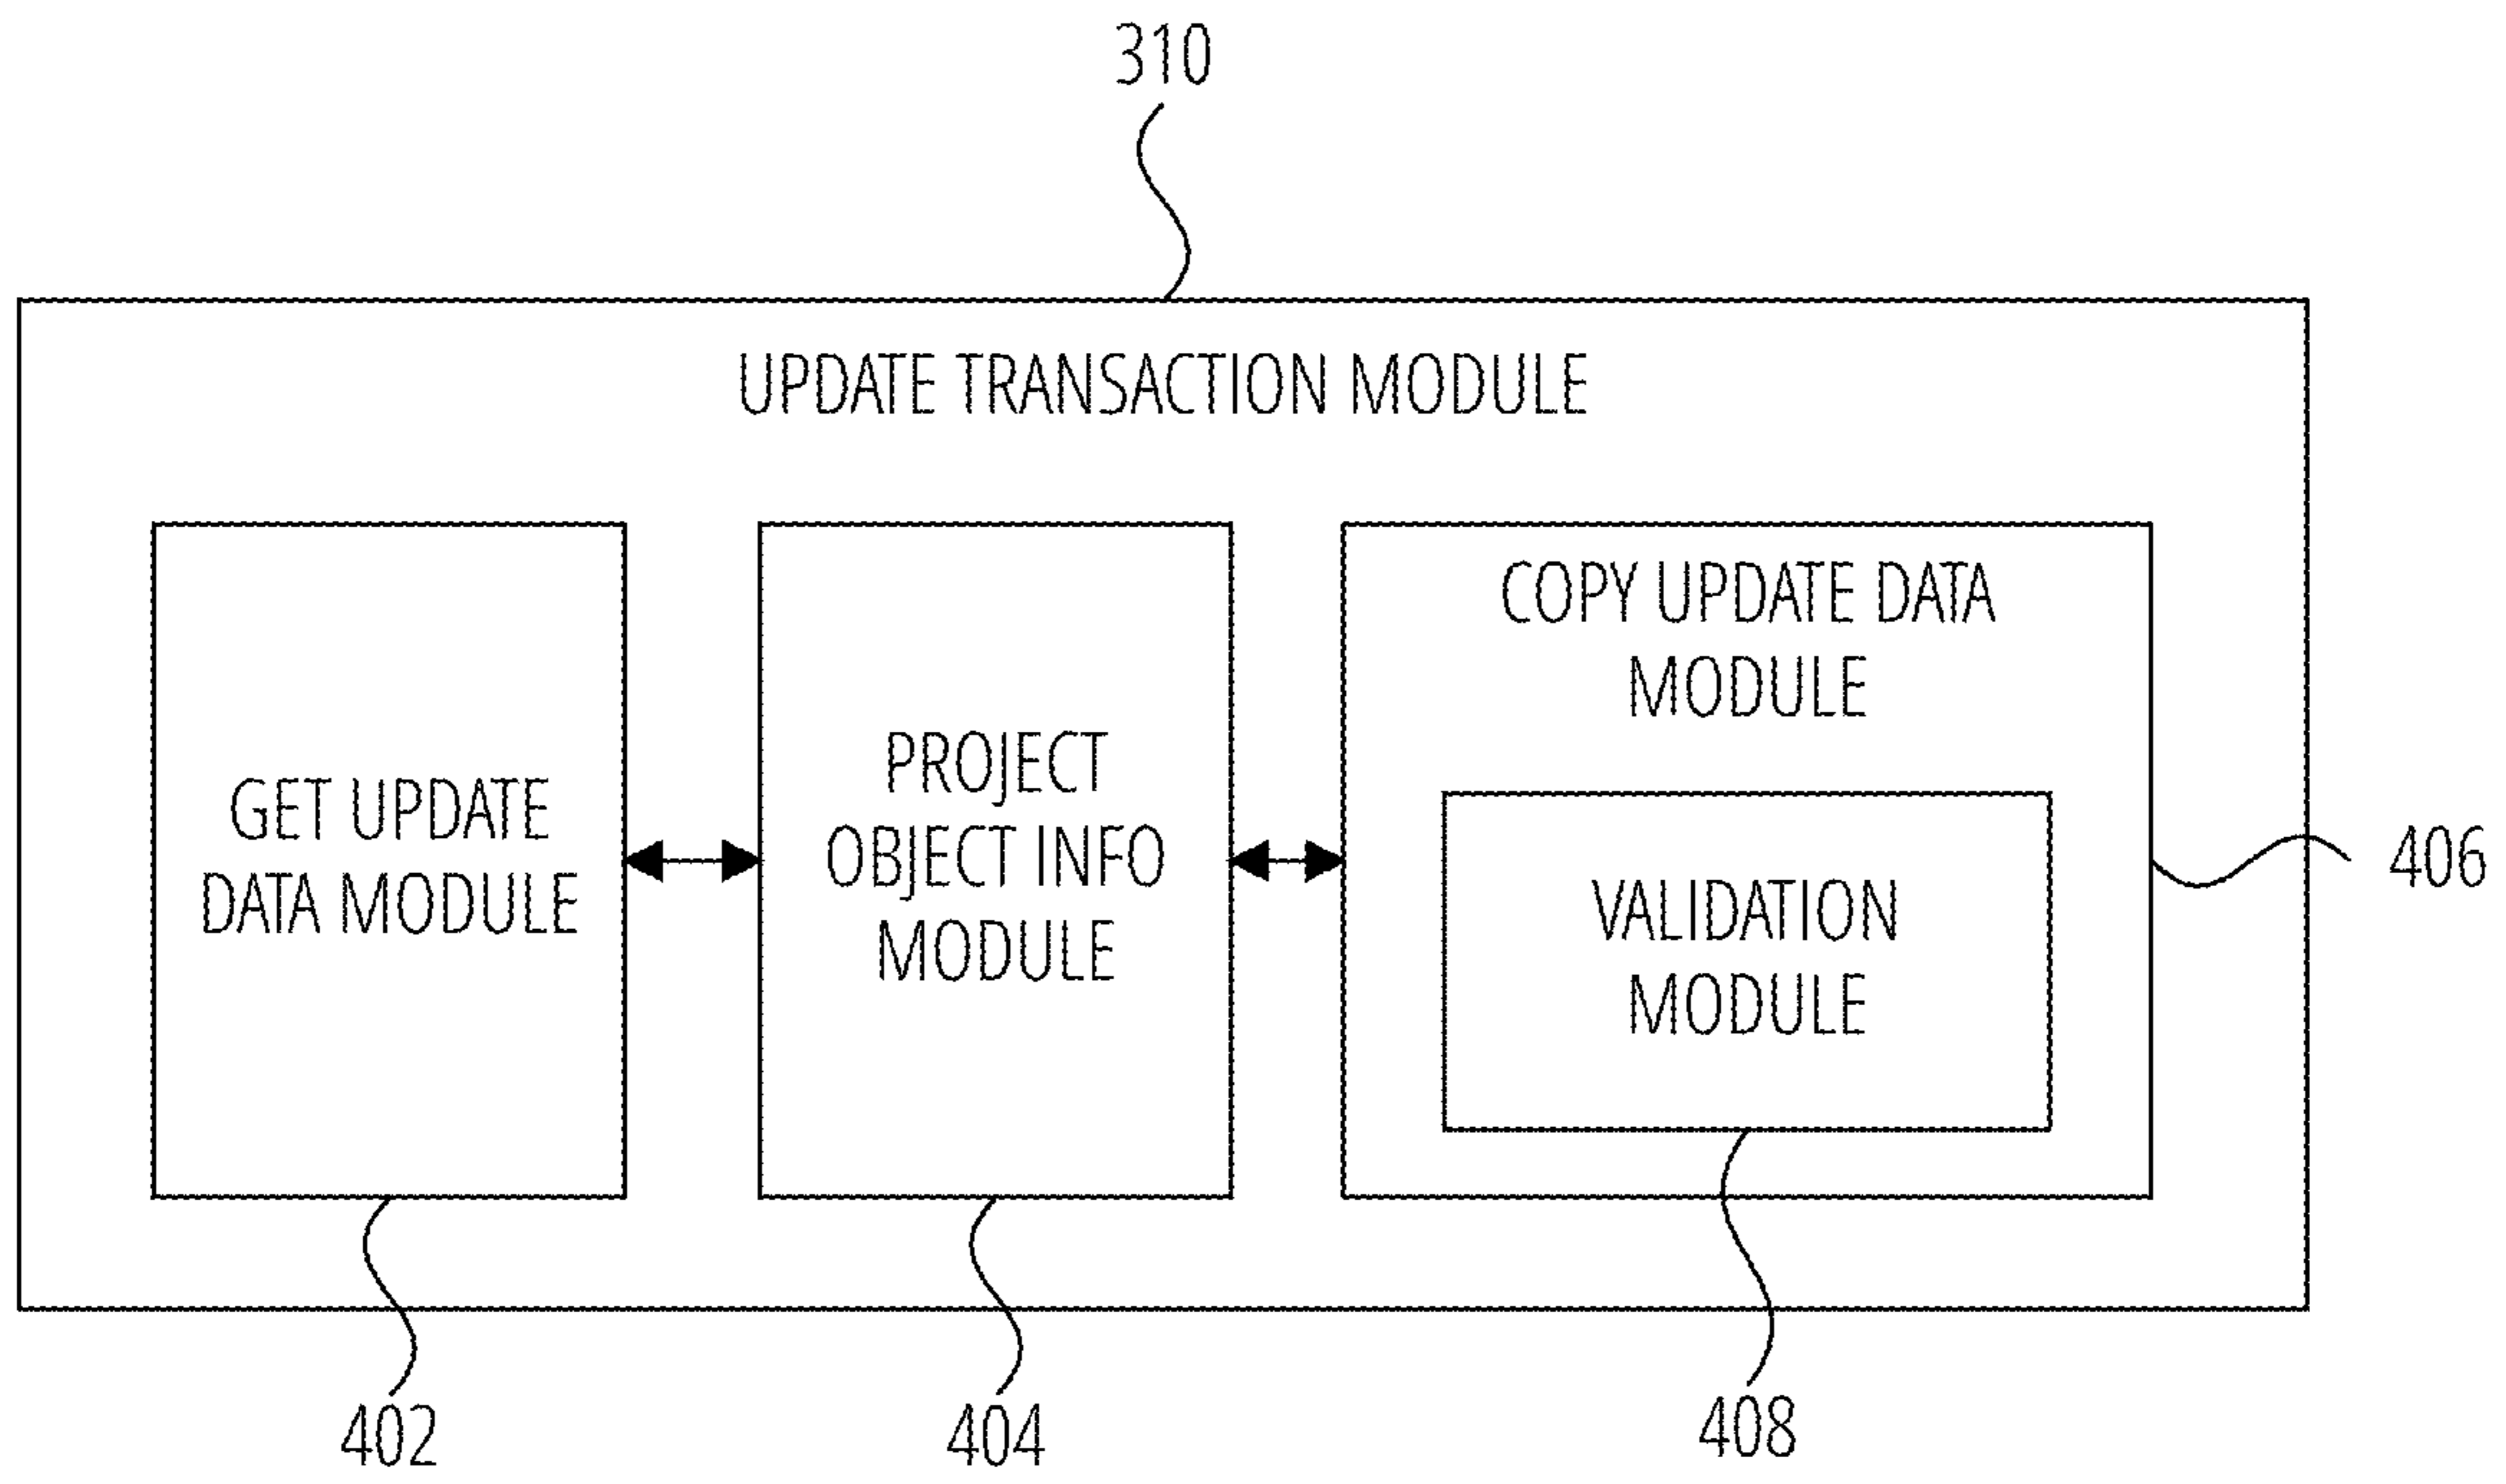 310
UPDATE TRANSACTION MODULE
GET UPDATE
DATA MODULE
PROJECT
OBJECT INFO
MODULE
COPY UPDATE DATA
MODULE
VALIDATION
MODULE
406
402
404
408